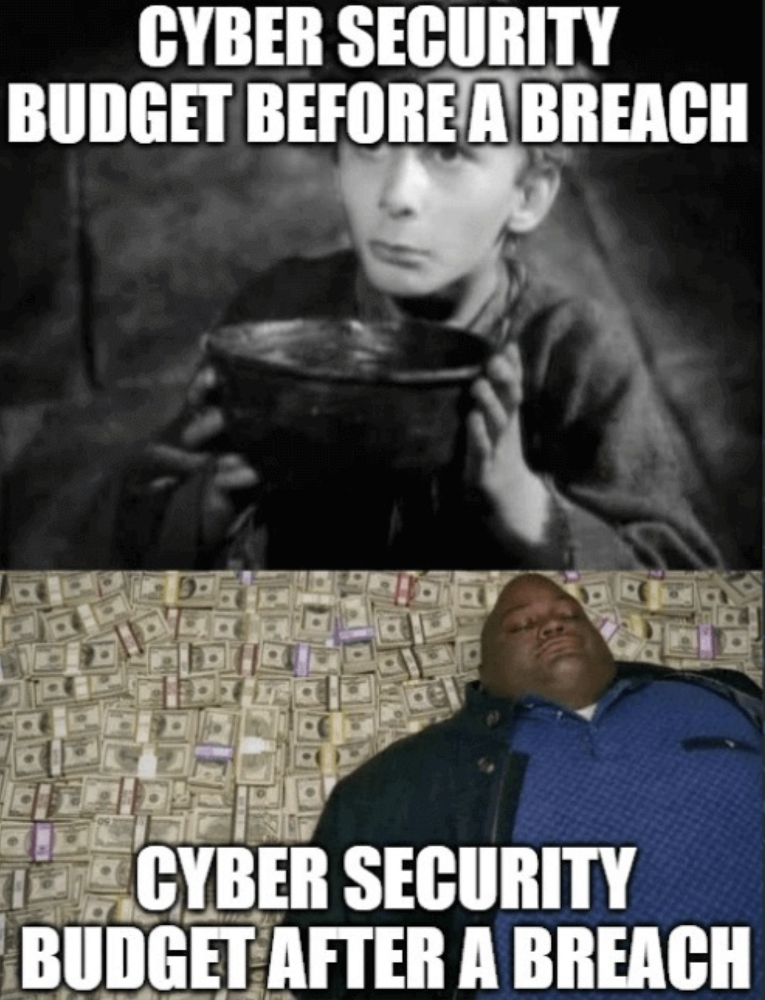 CYBER SECURITY
BUDGET BEFORE A BREACH
CYBER SECURITY
BUDGET AFTER A BREACH